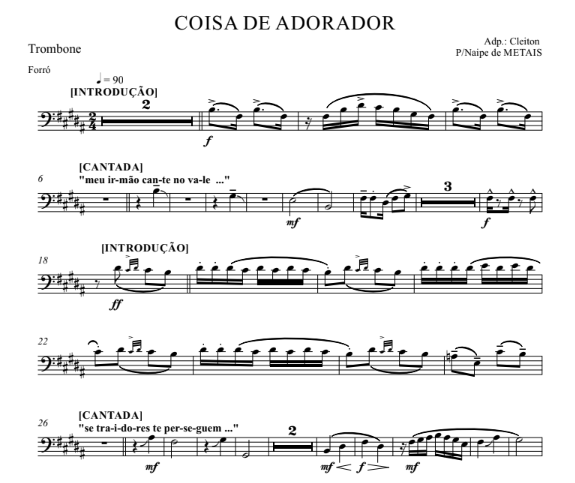 COISA DE ADORADOR
Trombone
Adp.: Cleiton
P/Naipe de METAIS
Forró
♩ = 90
[INTRODUÇÃO]
2
2
4
f
6
[CANTADA]
"meu ir-mão can-te no va-le ..."
3
mf
f
18
[INTRODUÇÃO]
ff
22
26
[CANTADA]
"se tra-i-do-res te per-se-guem ..."
2
mf
mf
f
mf